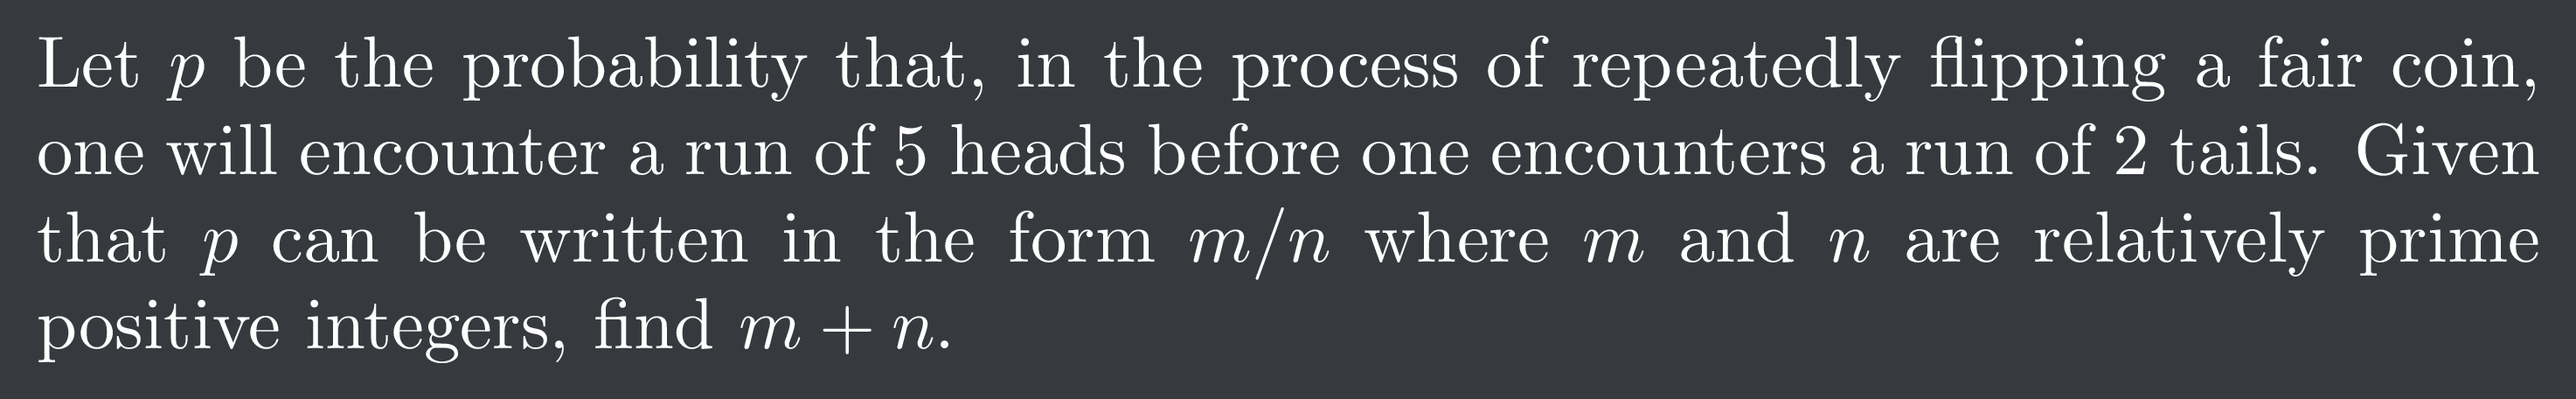 Let p be the probability that, in the process of repeatedly flipping a fair coin,
one will encounter a run of 5 heads before one encounters a run of 2 tails. Given
that p can be written in the form m/n where m and n are relatively prime
positive integers, find m + n.